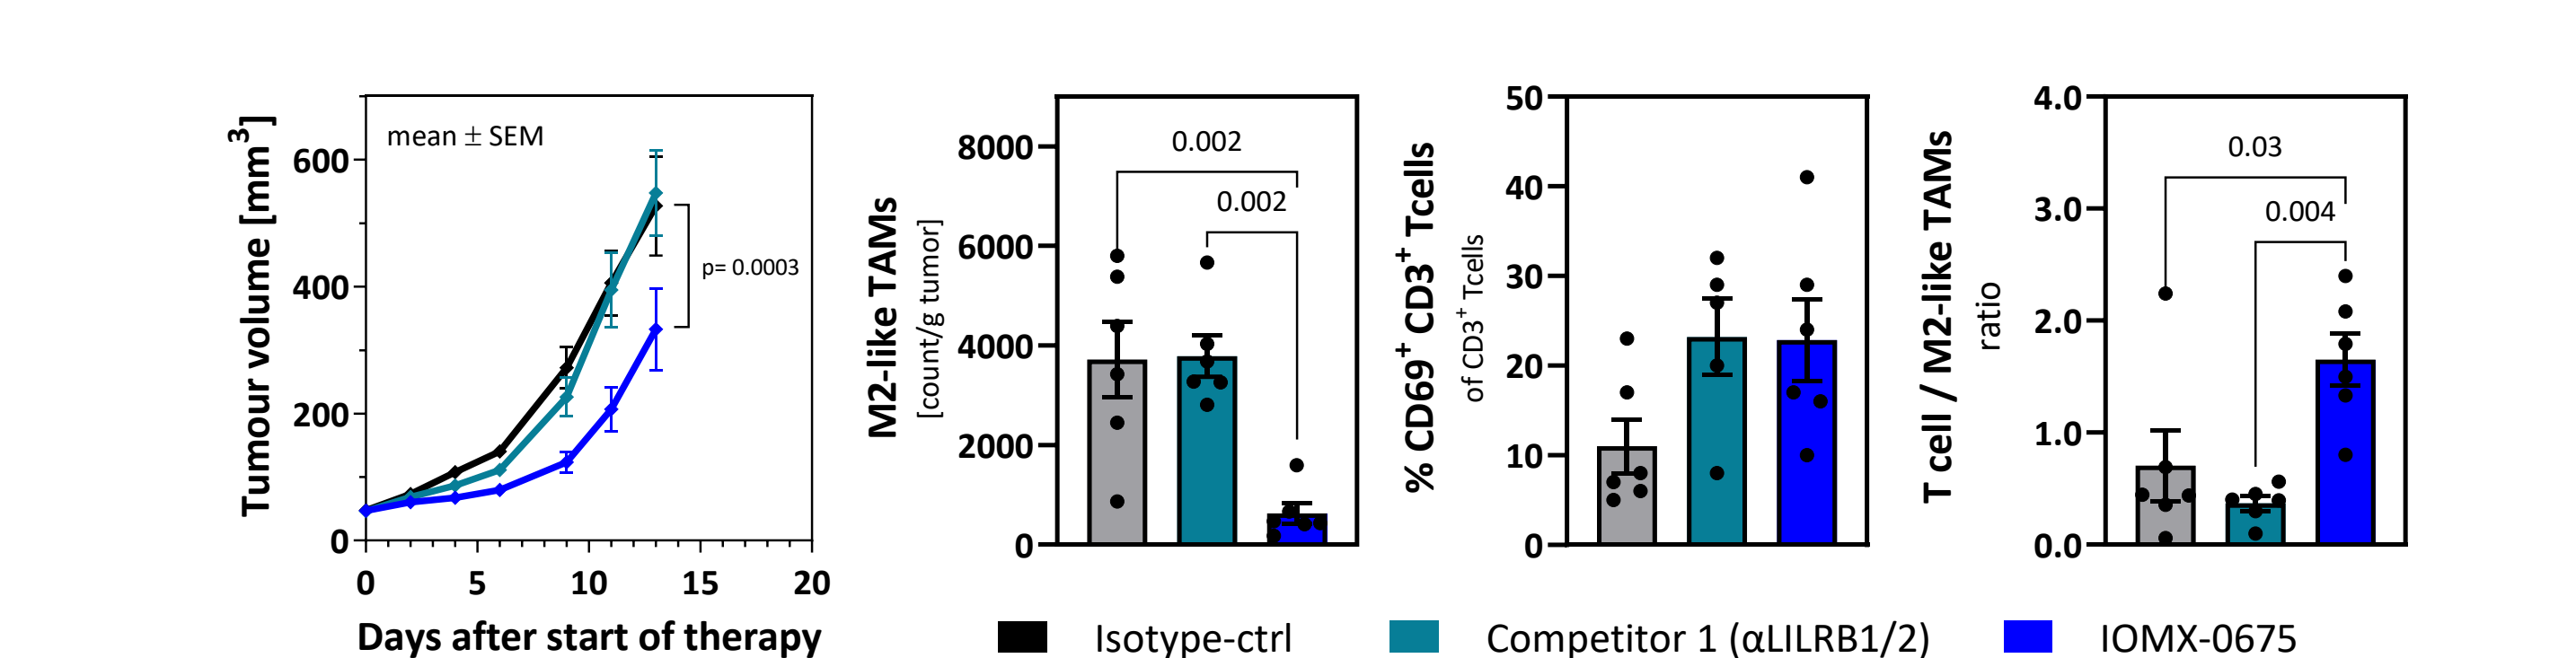 Tumour volume [mm³]
mean ± SEM
600
400
200
0
p= 0.0003
0 5 10 15 20
Days after start of therapy
M2-like TAMs
[count/g tumor]
8000
6000
4000
2000
0
0.002
0.002
% CD69⁺ CD3⁺ Tcells
of CD3⁺ Tcells
50
40
30
20
10
0
T cell / M2-like TAMs
ratio
4.0
3.0
2.0
1.0
0.0
0.03
0.004
Isotype-ctrl Competitor 1 (αLILRB1/2) IOMX-0675